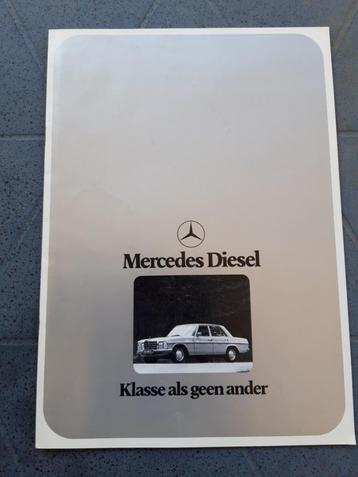 Mercedes Diesel
Klasse als geen ander